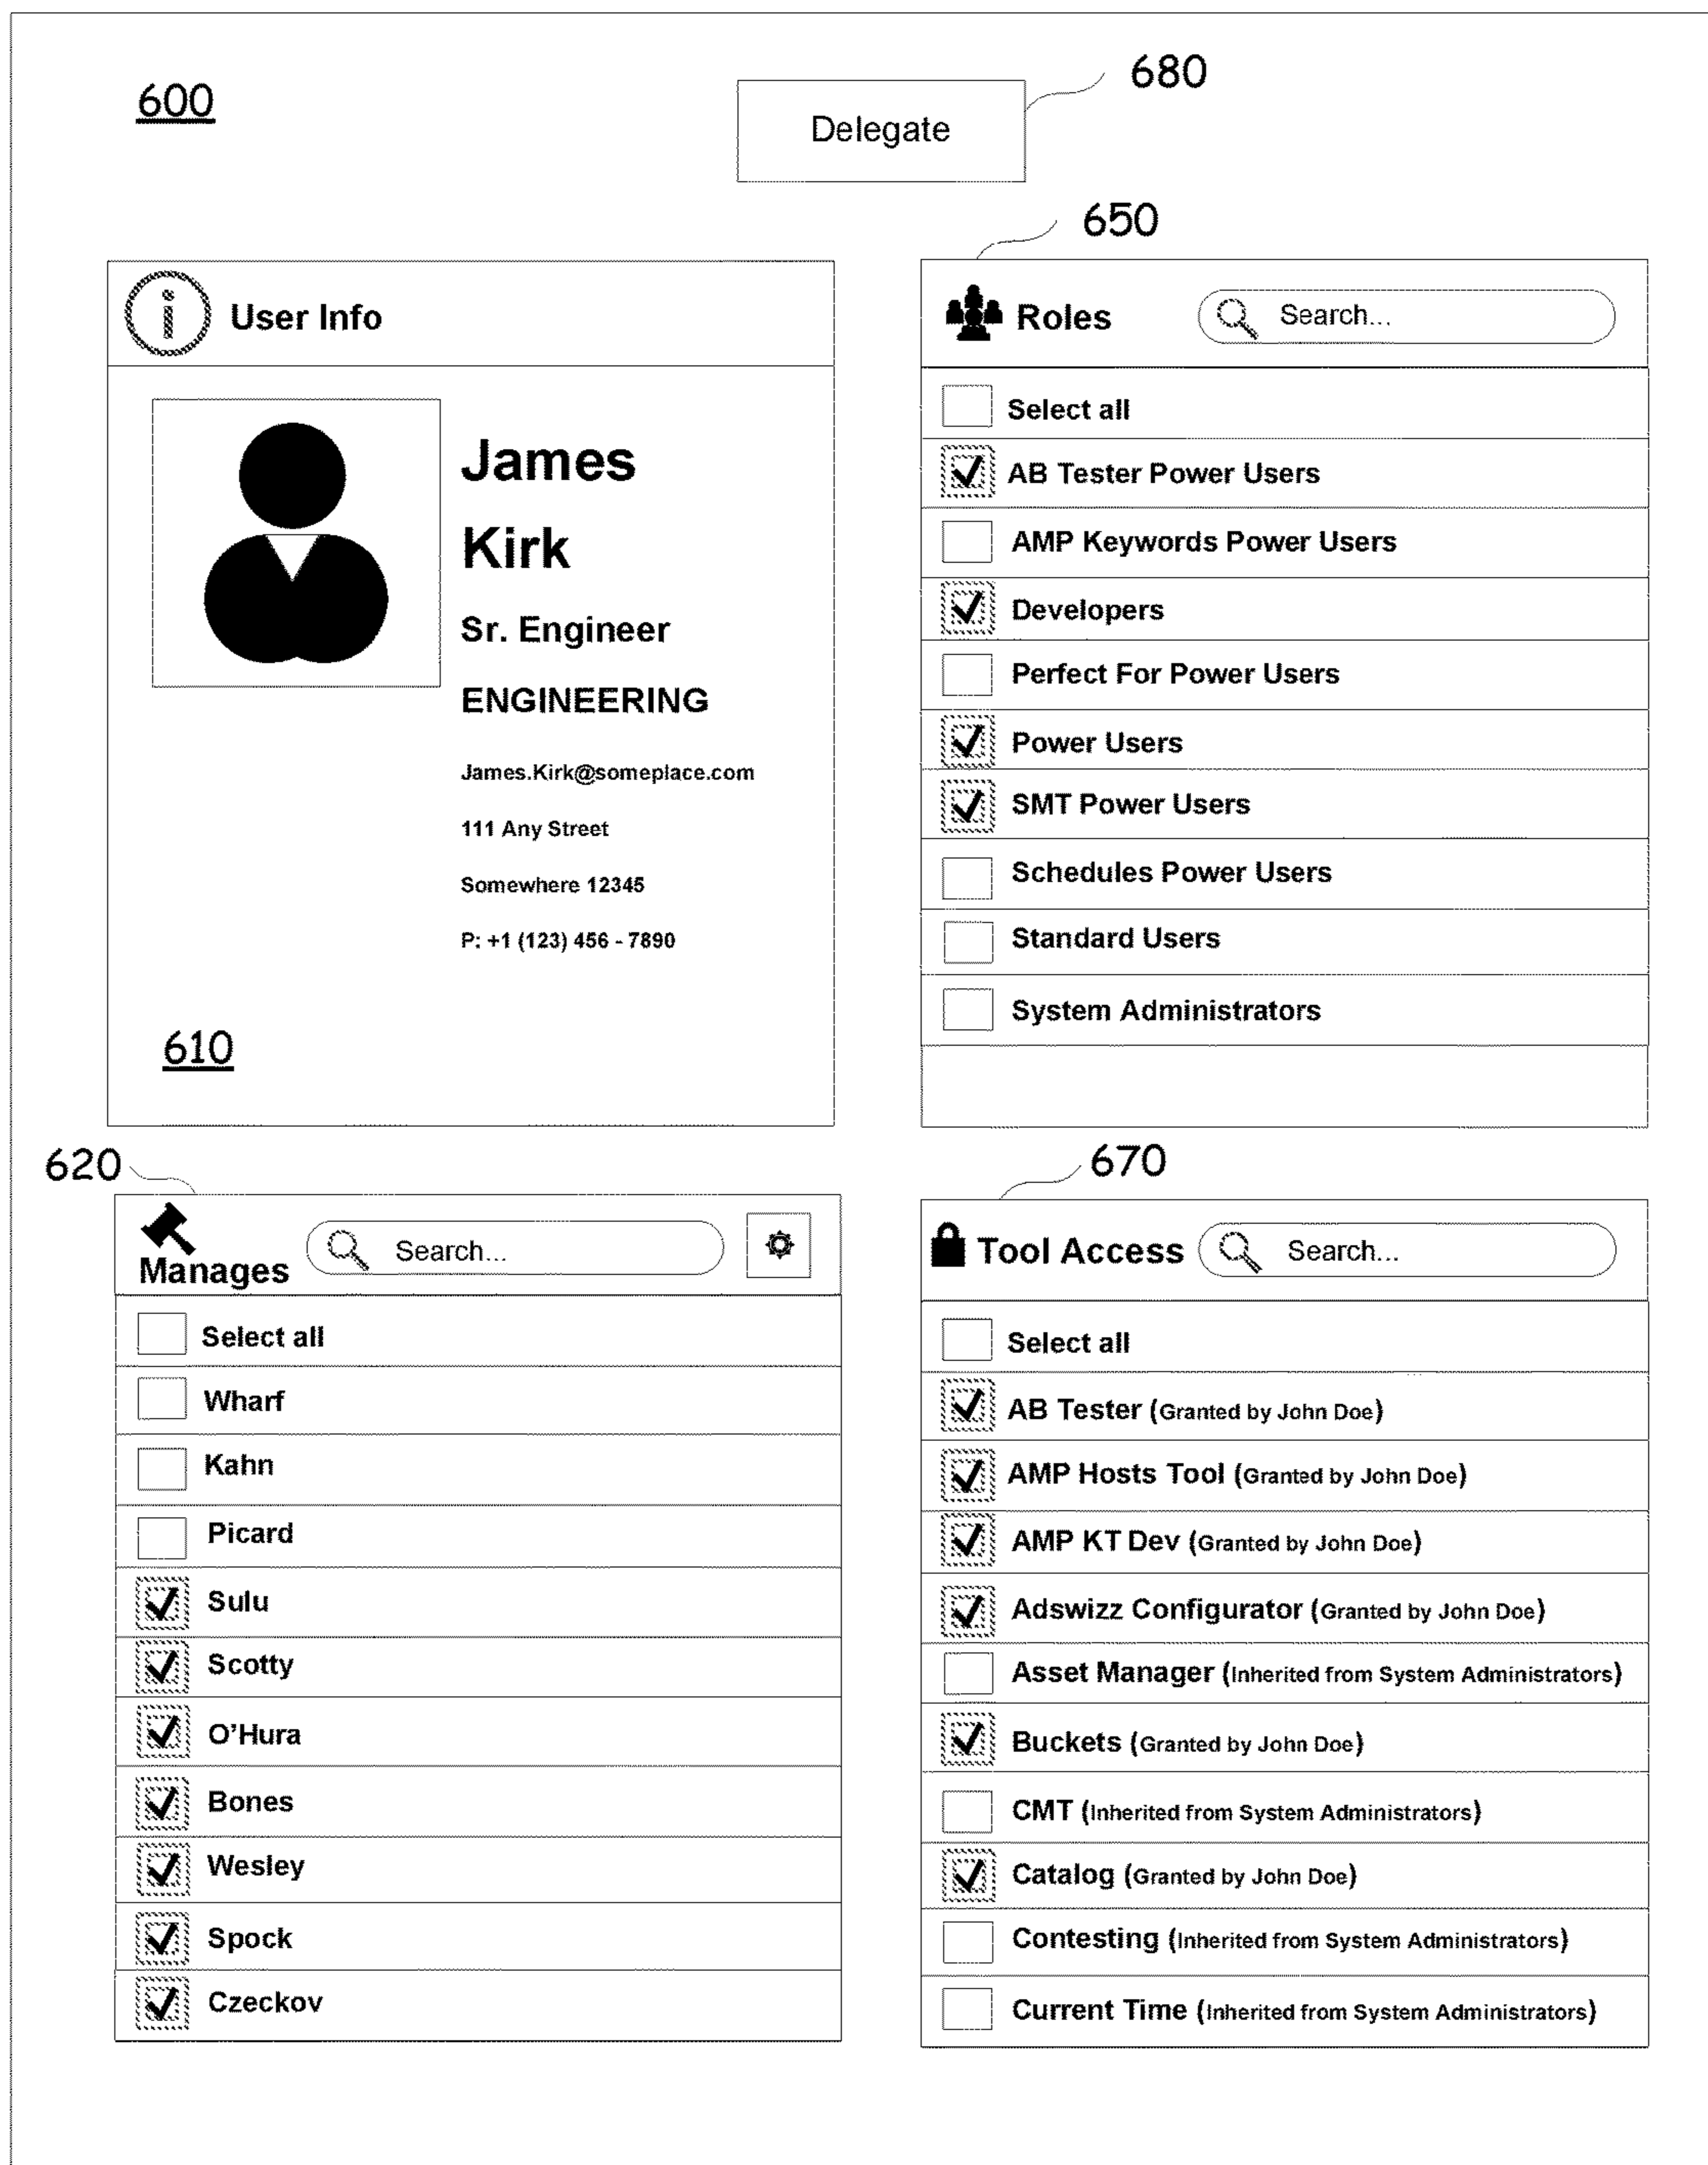 600
680
Delegate
650
User Info
James
Kirk
Sr. Engineer
ENGINEERING
James.Kirk@someplace.com
111 Any Street
Somewhere 12345
P: +1 (123) 456 - 7890
610
Roles
Search...
Select all
AB Tester Power Users
AMP Keywords Power Users
Developers
Perfect For Power Users
Power Users
SMT Power Users
Schedules Power Users
Standard Users
System Administrators
620
Manages
Search...
Select all
Wharf
Kahn
Picard
Sulu
Scotty
O'Hura
Bones
Wesley
Spock
Czeckov
670
Tool Access
Search...
Select all
AB Tester (Granted by John Doe)
AMP Hosts Tool (Granted by John Doe)
AMP KT Dev (Granted by John Doe)
Adswizz Configurator (Granted by John Doe)
Asset Manager (Inherited from System Administrators)
Buckets (Granted by John Doe)
CMT (Inherited from System Administrators)
Catalog (Granted by John Doe)
Contesting (Inherited from System Administrators)
Current Time (Inherited from System Administrators)